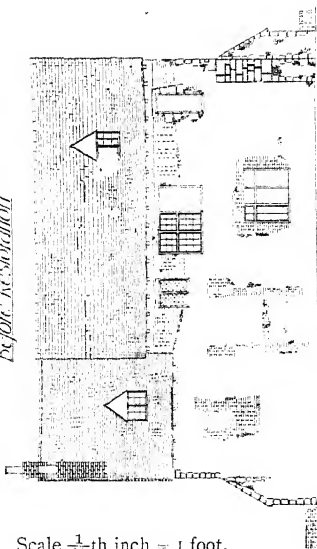 Before Restoration
Scale th inch = 1 foot.